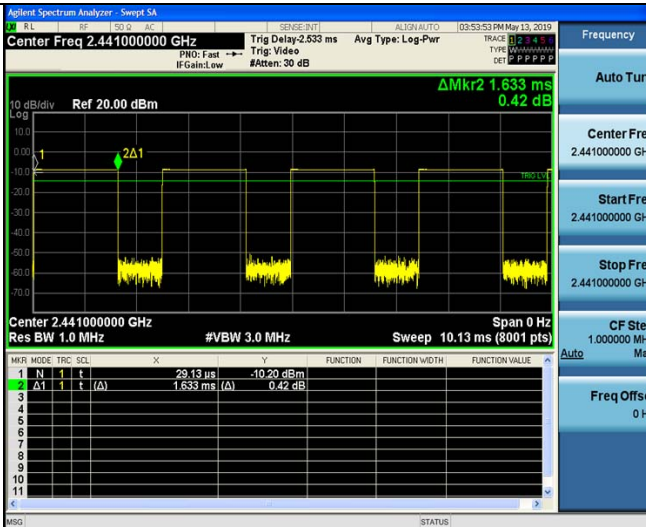 Agilent Spectrum Analyzer - Swept SA
RL RF 50 Ω AC SENSE:INT ALIGN AUTO 03:53:53 PM May 13, 2019
Center Freq 2.441000000 GHz
PNO: Fast
IFGain:Low
Trig Delay-2.533 ms
Trig: Video
#Atten: 30 dB
Avg Type: Log-Pwr
TRACE 1 2 3 4 5 6
TYPE
DET P P P P P P
ΔMkr2 1.633 ms
0.42 dB
10 dB/div Ref 20.00 dBm
Log
10.0
0.00
-10.0
-20.0
-30.0
-40.0
-50.0
-60.0
-70.0
1
2Δ1
TRIG LVL
Center 2.441000000 GHz Span 0 Hz
Res BW 1.0 MHz #VBW 3.0 MHz Sweep 10.13 ms (8001 pts)
MKR MODE TRC SCL X Y FUNCTION FUNCTION WIDTH FUNCTION VALUE
1 N 1 t 29.13 µs -10.20 dBm
2 Δ1 1 t (Δ) 1.633 ms (Δ) 0.42 dB
3
4
5
6
7
8
9
10
11
MSG STATUS
Frequency
Auto Tun
Center Fre
2.441000000 GH
Start Fre
2.441000000 GH
Stop Fre
2.441000000 GH
CF Ste
1.000000 MH
Auto Ma
Freq Offse
0 H